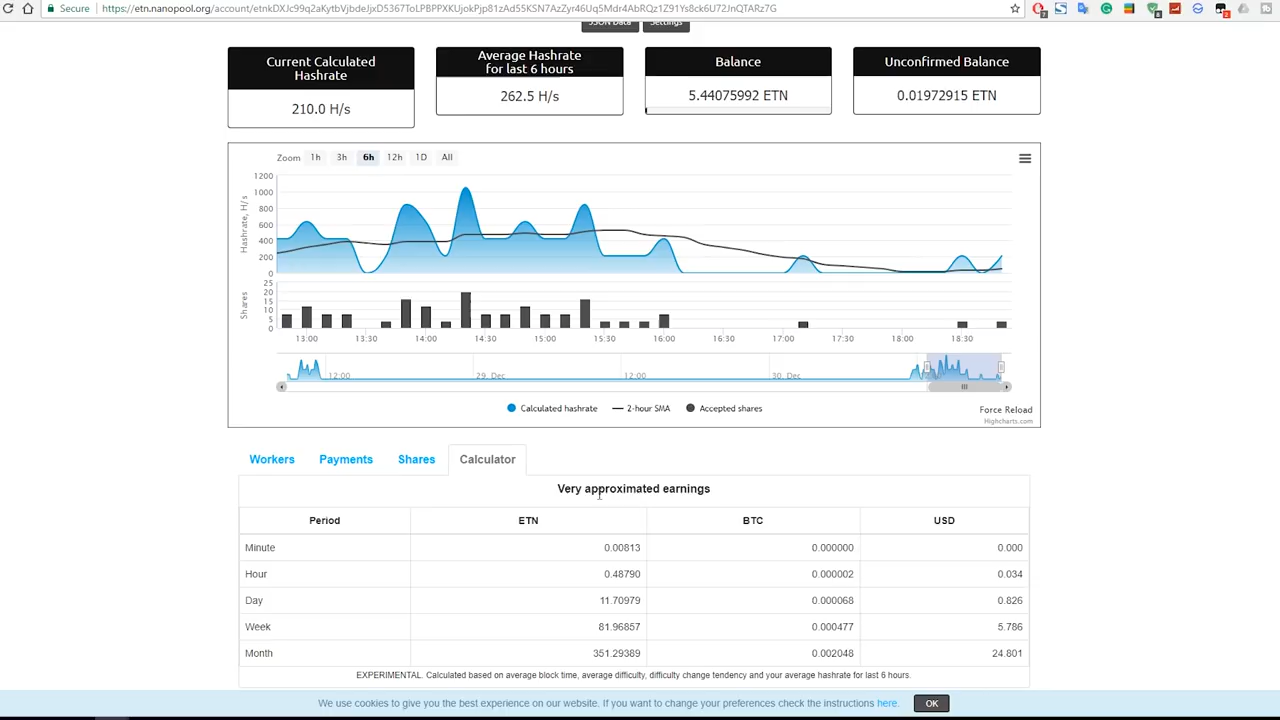 Secure https://etn.nanopool.org/account/etnkDXJc99q2aKytbVjbdeJjxD5367ToLPBPPXKUjokPjp81zAd55KSN7AzZyr46Uq5Mdr4AbRQz1Z91Ys8ck6U72JnQTARz7G
JSON Data Settings
Current Calculated Hashrate
210.0 H/s
Average Hashrate for last 6 hours
262.5 H/s
Balance
5.44075992 ETN
Unconfirmed Balance
0.01972915 ETN
Zoom 1h 3h 6h 12h 1D All
Hashrate, H/s
1200
1000
800
600
400
200
0
Shares
25
20
15
10
5
0
13:00 13:30 14:00 14:30 15:00 15:30 16:00 16:30 17:00 17:30 18:00 18:30
12:00 29. Dec 12:00 30. Dec
Calculated hashrate 2-hour SMA Accepted shares
Force Reload
Highcharts.com
Workers Payments Shares Calculator
Very approximated earnings
Period ETN BTC USD
Minute 0.00813 0.000000 0.000
Hour 0.48790 0.000002 0.034
Day 11.70979 0.000068 0.826
Week 81.96857 0.000477 5.786
Month 351.29389 0.002048 24.801
EXPERIMENTAL. Calculated based on average block time, average difficulty, difficulty change tendency and your average hashrate for last 6 hours.
We use cookies to give you the best experience on our website. If you want to change your preferences check the instructions here. OK